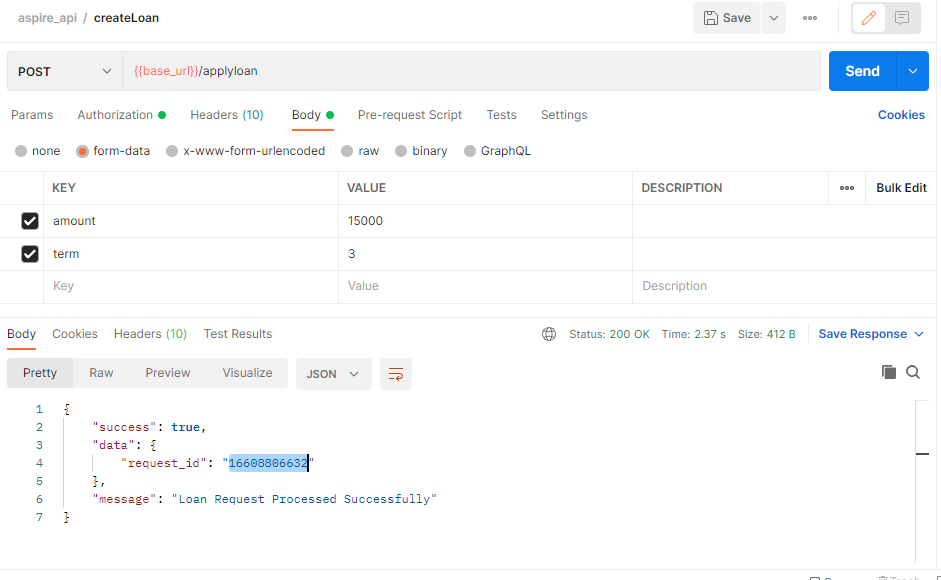 aspire_api / createLoan Save
POST {{base_url}}/applyloan Send
Params Authorization Headers (10) Body Pre-request Script Tests Settings Cookies
none form-data x-www-form-urlencoded raw binary GraphQL
KEY VALUE DESCRIPTION Bulk Edit
amount 15000
term 3
Key Value Description
Body Cookies Headers (10) Test Results Status: 200 OK Time: 2.37 s Size: 412 B Save Response
Pretty Raw Preview Visualize JSON
1 {
2 "success": true,
3 "data": {
4 "request_id": "16608806632"
5 },
6 "message": "Loan Request Processed Successfully"
7 }